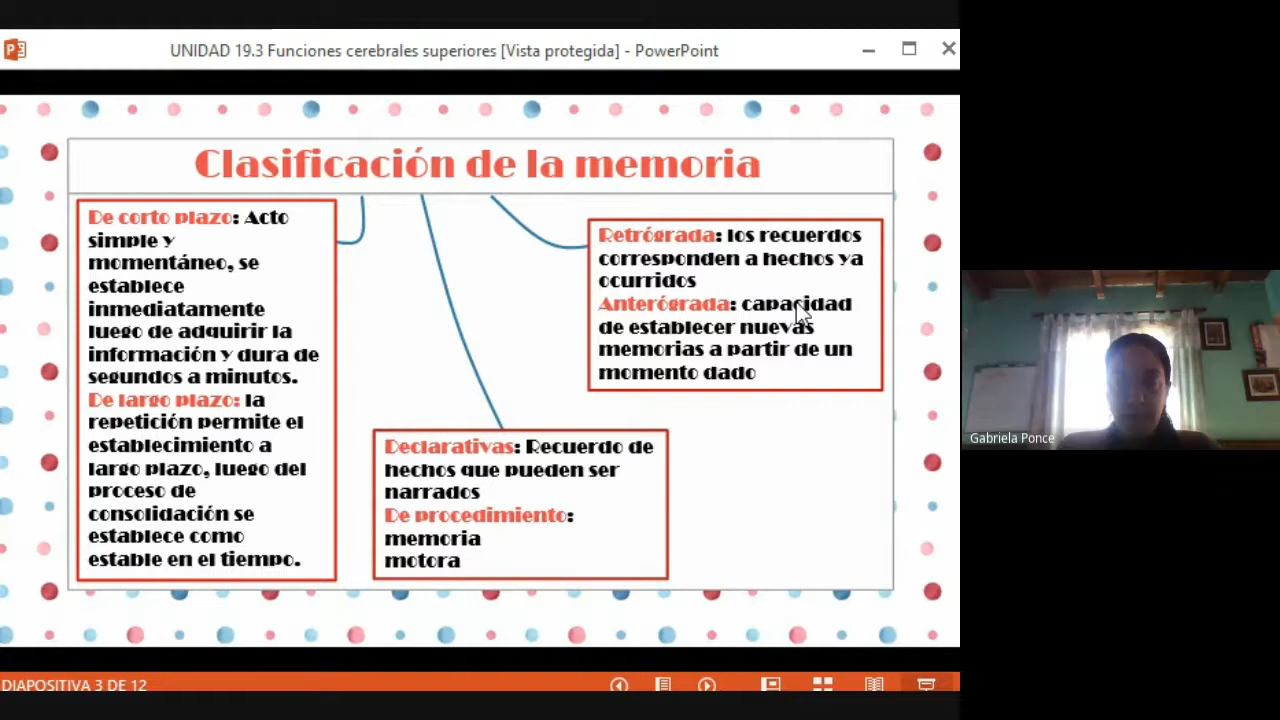 UNIDAD 19.3 Funciones cerebrales superiores [Vista protegida] - PowerPoint
Clasificación de la memoria
De corto plazo: Acto
simple y
momentáneo, se
establece
inmediatamente
luego de adquirir la
información y dura de
segundos a minutos.
De largo plazo: la
repetición permite el
establecimiento a
largo plazo, luego del
proceso de
consolidación se
establece como
estable en el tiempo.
Declarativas: Recuerdo de
hechos que pueden ser
narrados
De procedimiento:
memoria
motora
Retrógrada: los recuerdos
corresponden a hechos ya
ocurridos
Anterógrada: capacidad
de establecer nuevas
memorias a partir de un
momento dado
Gabriela Ponce
DIAPOSITIVA 3 DE 12